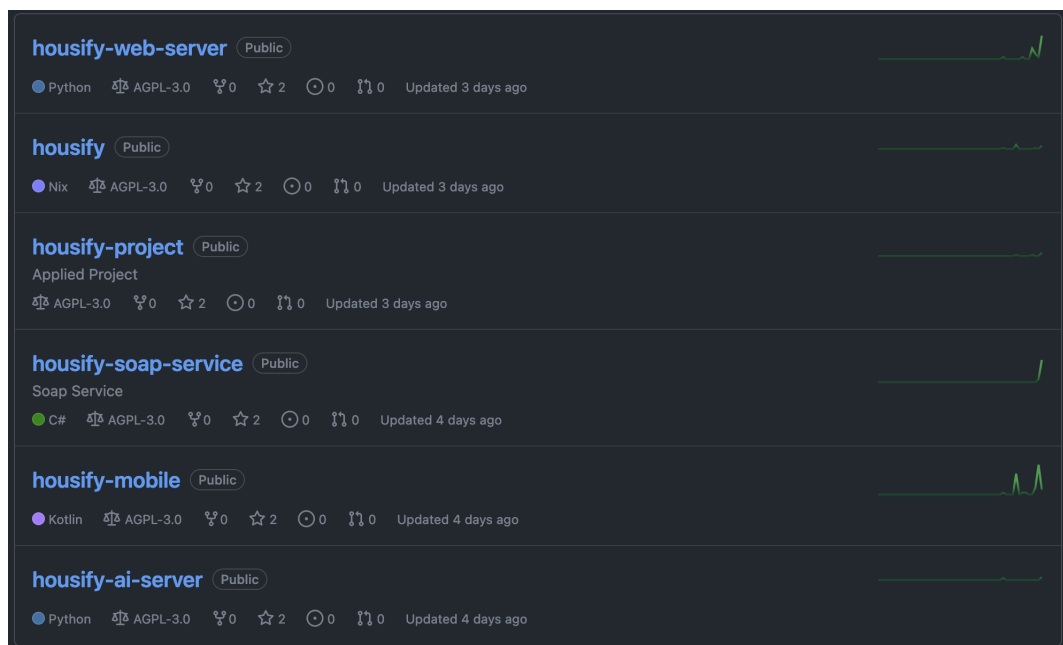 housify-web-server Public
Python AGPL-3.0 0 2 0 0 Updated 3 days ago
housify Public
Nix AGPL-3.0 0 2 0 0 Updated 3 days ago
housify-project Public
Applied Project
AGPL-3.0 0 2 0 0 Updated 3 days ago
housify-soap-service Public
Soap Service
C# AGPL-3.0 0 2 0 0 Updated 4 days ago
housify-mobile Public
Kotlin AGPL-3.0 0 2 0 0 Updated 4 days ago
housify-ai-server Public
Python AGPL-3.0 0 2 0 0 Updated 4 days ago